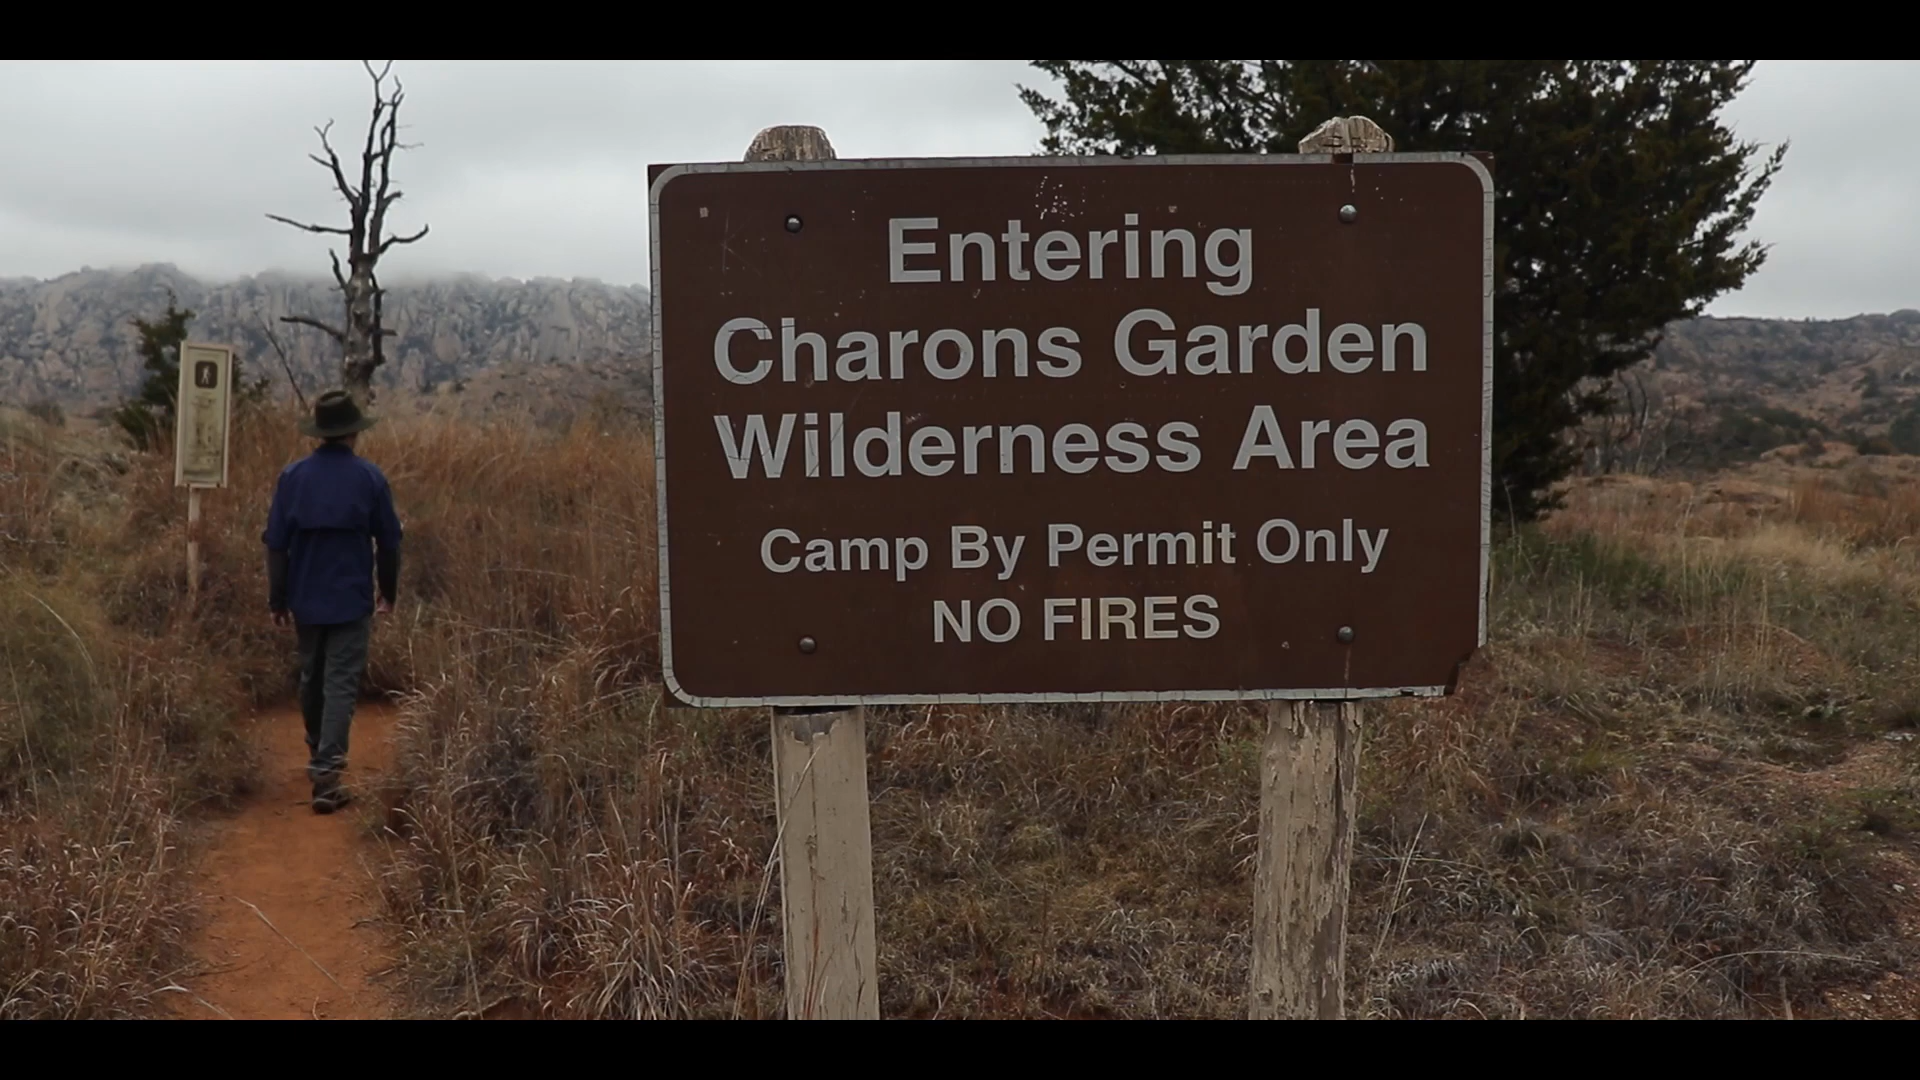 Entering
Charons Garden
Wilderness Area
Camp By Permit Only
NO FIRES